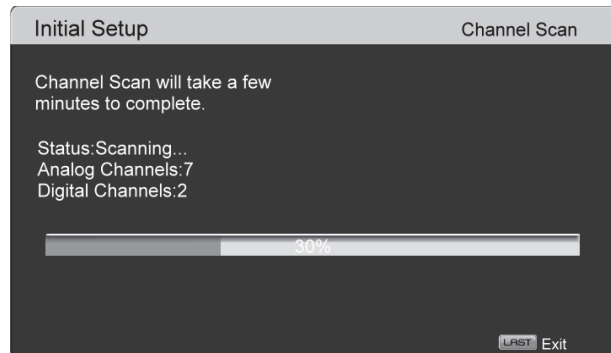 Initial Setup
Channel Scan
Channel Scan will take a few
minutes to complete.
Status:Scanning...
Analog Channels:7
Digital Channels:2
30%
LAST Exit